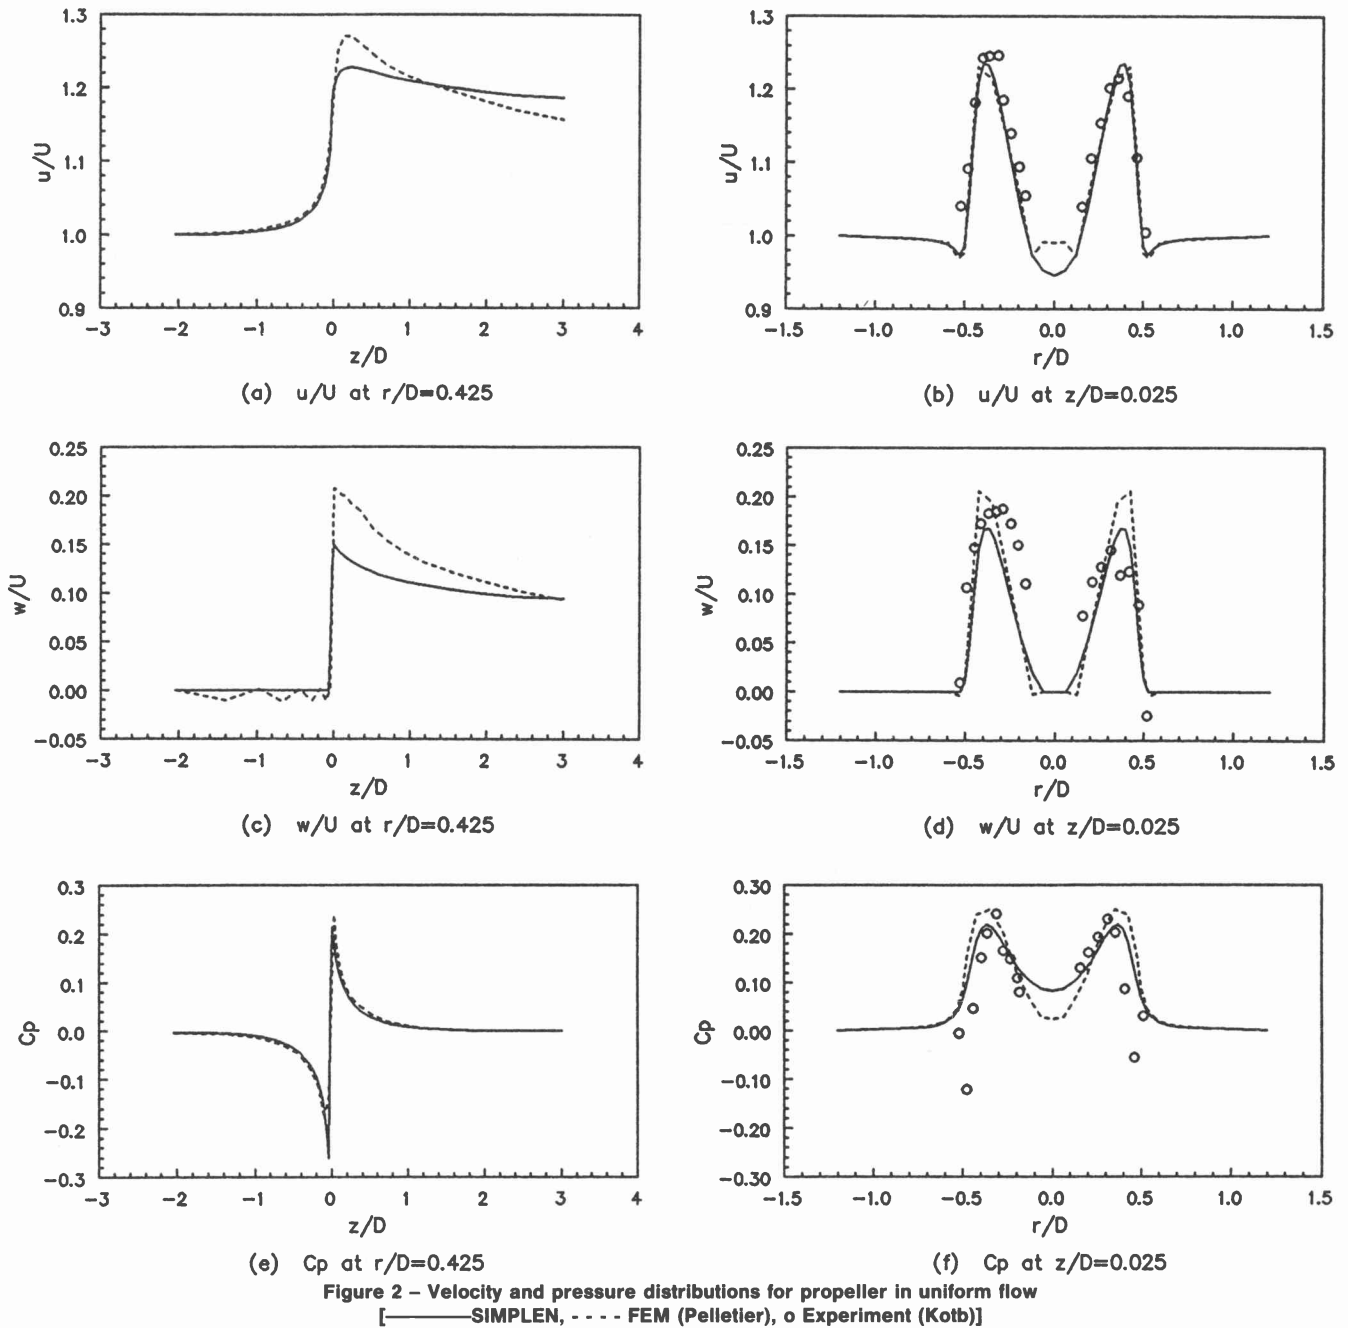 1.3
1.2
1.1
1.0
0.9
u/U
−3 −2 −1 0 1 2 3 4
z/D
(a) u/U at r/D=0.425
1.3
1.2
1.1
1.0
0.9
u/U
−1.5 −1.0 −0.5 0.0 0.5 1.0 1.5
r/D
(b) u/U at z/D=0.025
0.25
0.20
0.15
0.10
0.05
0.00
−0.05
w/U
−3 −2 −1 0 1 2 3 4
z/D
(c) w/U at r/D=0.425
0.25
0.20
0.15
0.10
0.05
0.00
−0.05
w/U
−1.5 −1.0 −0.5 0.0 0.5 1.0 1.5
r/D
(d) w/U at z/D=0.025
0.3
0.2
0.1
0.0
−0.1
−0.2
−0.3
Cp
−3 −2 −1 0 1 2 3 4
z/D
(e) Cp at r/D=0.425
0.30
0.20
0.10
0.00
−0.10
−0.20
−0.30
Cp
−1.5 −1.0 −0.5 0.0 0.5 1.0 1.5
r/D
(f) Cp at z/D=0.025
Figure 2 – Velocity and pressure distributions for propeller in uniform flow
[———SIMPLEN, - - - - FEM (Pelletier), o Experiment (Kotb)]